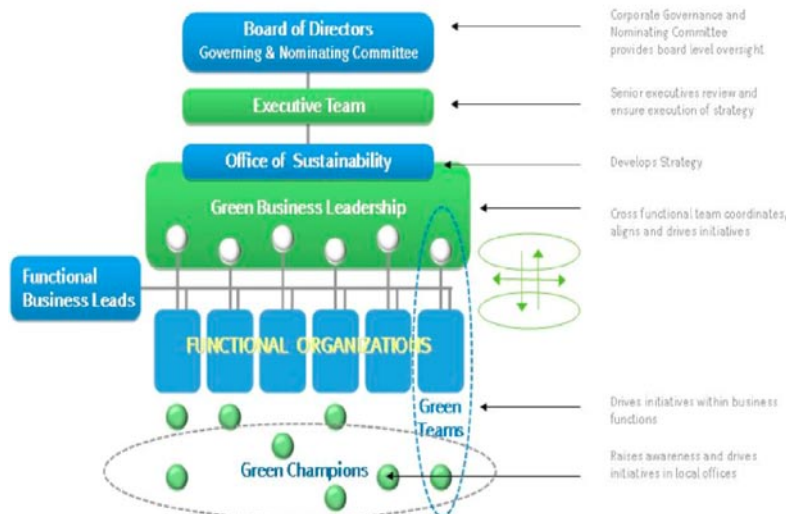 Board of Directors
Governing & Nominating Committee
Corporate Governance and
Nominating Committee
provides board level oversight
Executive Team
Senior executives review and
ensure execution of strategy
Office of Sustainability
Develops Strategy
Green Business Leadership
Cross functional team coordinates,
aligns and drives initiatives
Functional
Business Leads
FUNCTIONAL ORGANIZATIONS
Green
Teams
Drives initiatives within business
functions
Green Champions
Raises awareness and drives
initiatives in local offices